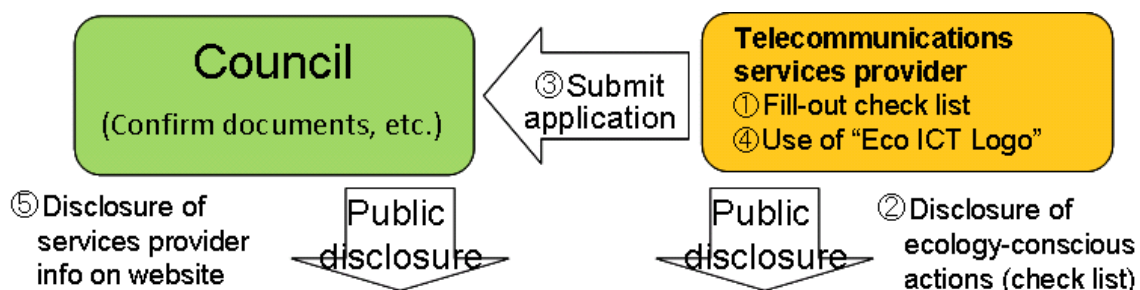 Council
(Confirm documents, etc.)
③Submit
application
Telecommunications
services provider
①Fill-out check list
④Use of “Eco ICT Logo”
⑤Disclosure of
services provider
info on website
Public
disclosure
Public
disclosure
②Disclosure of
ecology-conscious
actions (check list)